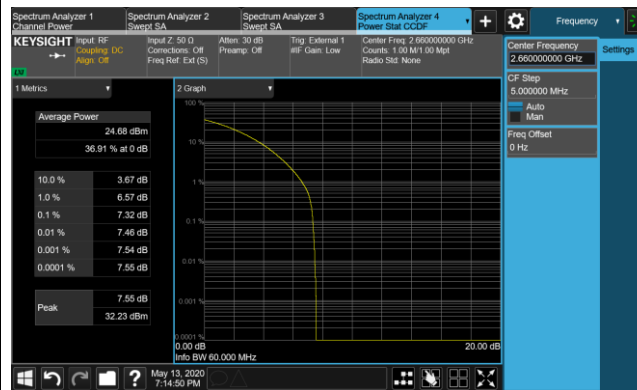 Spectrum Analyzer 1
Channel Power
Spectrum Analyzer 2
Swept SA
Spectrum Analyzer 3
Swept SA
Spectrum Analyzer 4
Power Stat CCDF
Frequency
Settings
KEYSIGHT
Input: RF
Coupling: DC
Align: Off
Input Z: 50 Ω
Corrections: Off
Freq Ref: Ext (S)
Atten: 30 dB
Preamp: Off
Trig: External 1
#IF Gain: Low
Center Freq: 2.660000000 GHz
Counts: 1.00 M/1.00 Mpt
Radio Std: None
Center Frequency
2.660000000 GHz
CF Step
5.000000 MHz
Auto
Man
Freq Offset
0 Hz
1 Metrics
Average Power
24.68 dBm
36.91 % at 0 dB
10.0 % 3.67 dB
1.0 % 6.57 dB
0.1 % 7.32 dB
0.01 % 7.46 dB
0.001 % 7.54 dB
0.0001 % 7.55 dB
Peak
7.55 dB
32.23 dBm
2 Graph
100 %
10 %
1 %
0.1 %
0.01 %
0.001 %
0.0001 %
0.00 dB
20.00 dB
Info BW 60.000 MHz
?
May 13, 2020
7:14:50 PM